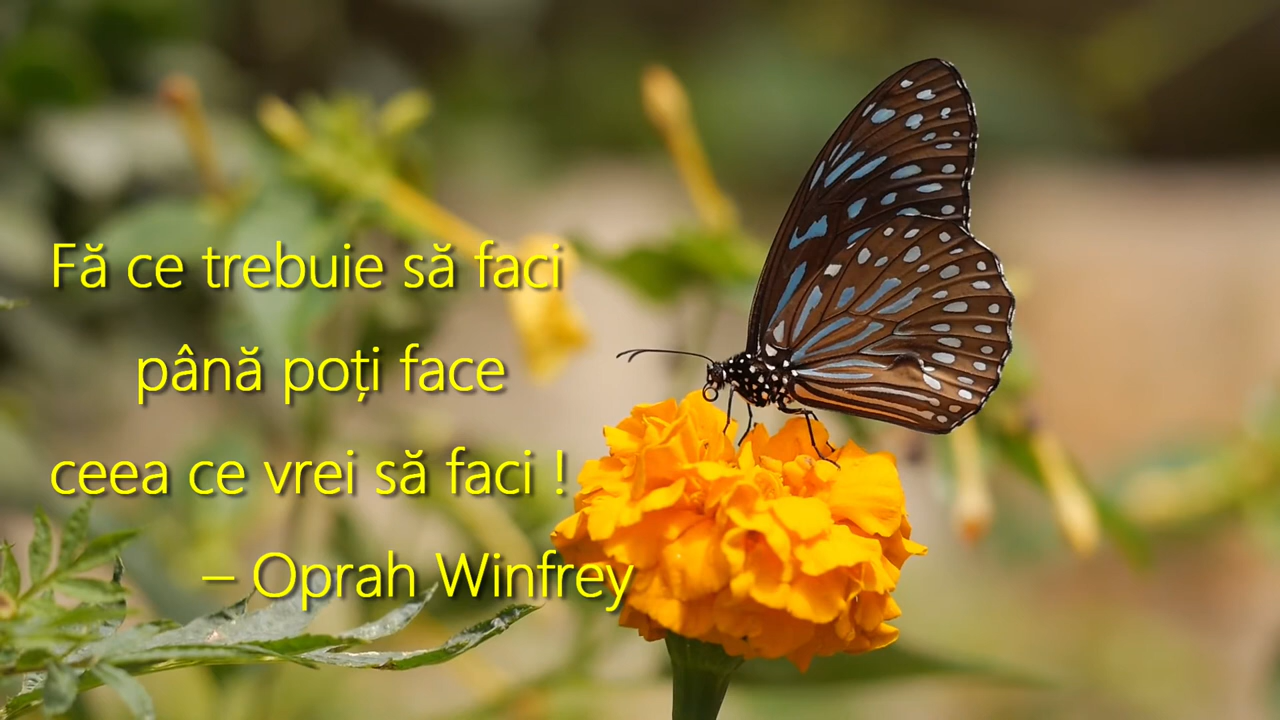 Fă ce trebuie să faci
până poți face
ceea ce vrei să faci !
– Oprah Winfrey